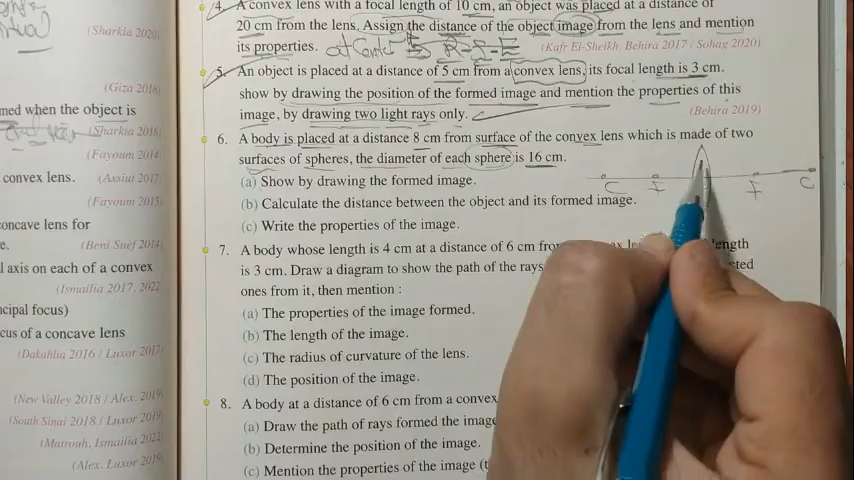 (Sharkia 2020)
(Giza 2018)
med when the object is
(Sharkia 2018)
(Fayoum 2014
convex lens. (Assiut 2017
(Fayoum 2015
concave lens for
e. (Beni Suef 2014
l axis on each of a convex
(Ismailia 2017, 2022
ncipal focus)
cus of a concave lens
(Dakahlia 2016 / Luxor 2017
(New Valley 2018 / Alex. 2019
(South Sinai 2018 / Luxor 2019
(Matrouh, Ismailia 2022
(Alex. Luxor 2019
4. A convex lens with a focal length of 10 cm, an object was placed at a distance of
20 cm from the lens. Assign the distance of the object image from the lens and mention
its properties. (Kafr El-Sheikh, Behira 2017 / Sohag 2020)
5. An object is placed at a distance of 5 cm from a convex lens, its focal length is 3 cm.
show by drawing the position of the formed image and mention the properties of this
image, by drawing two light rays only. (Behira 2019)
6. A body is placed at a distance 8 cm from surface of the convex lens which is made of two
surfaces of spheres, the diameter of each sphere is 16 cm.
(a) Show by drawing the formed image.
C F F C
(b) Calculate the distance between the object and its formed image.
(c) Write the properties of the image.
7. A body whose length is 4 cm at a distance of 6 cm from length
is 3 cm. Draw a diagram to show the path of the rays
ones from it, then mention :
(a) The properties of the image formed.
(b) The length of the image.
(c) The radius of curvature of the lens.
(d) The position of the image.
8. A body at a distance of 6 cm from a convex
(a) Draw the path of rays formed the image
(b) Determine the position of the image.
(c) Mention the properties of the image (t